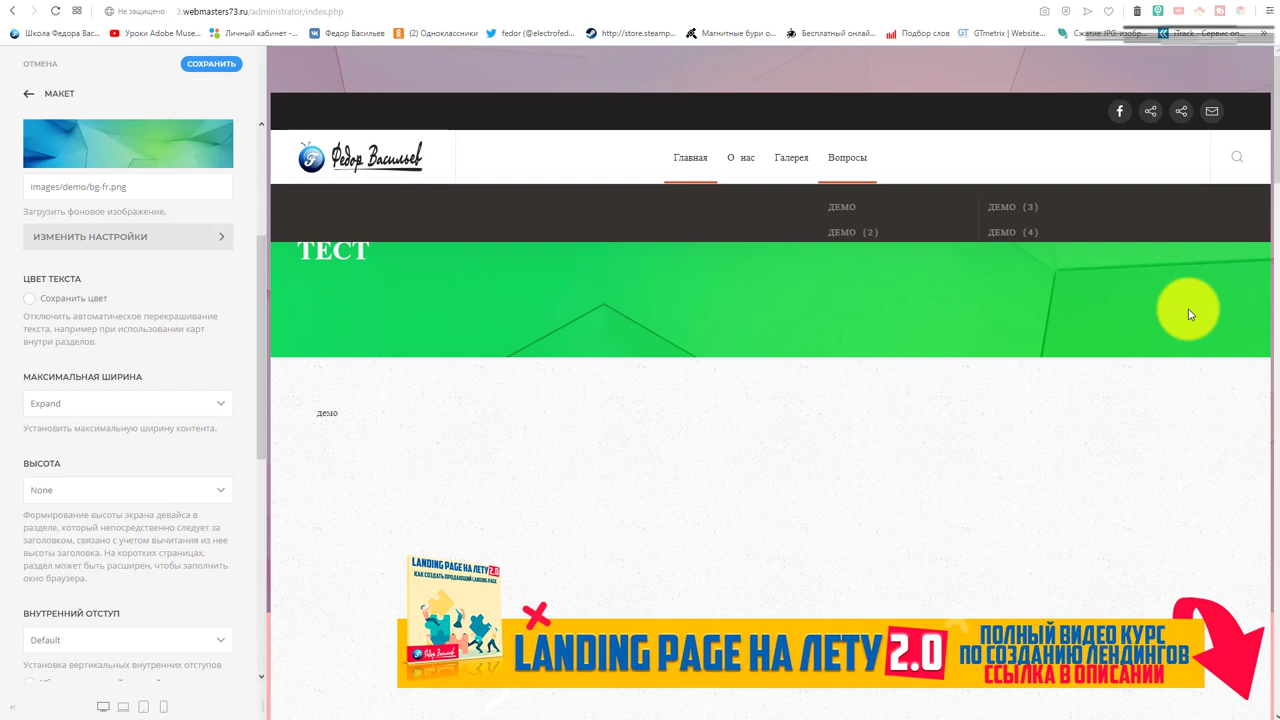 Не защищено
3.webmasters73.ru/administrator/index.php
Школа Федора Вас...
Уроки Adobe Muse...
Личный кабинет -...
Федор Васильев
(2) Одноклассники
fedor (@electrofed...
http://store.steamp...
Магнитные бури о...
Бесплатный онлай...
Подбор слов
GTmetrix | Website...
Сжатие JPG-изобр...
iTrack - Сервис оп...
ОТМЕНА
СОХРАНИТЬ
МАКЕТ
images/demo/bg-fr.png
Загрузить фоновое изображение.
ИЗМЕНИТЬ НАСТРОЙКИ
ЦВЕТ ТЕКСТА
Сохранить цвет
Отключить автоматическое перекрашивание
текста, например при использовании карт
внутри разделов.
МАКСИМАЛЬНАЯ ШИРИНА
Expand
Установить максимальную ширину контента.
ВЫСОТА
None
Формирование высоты экрана девайса в
разделе, который непосредственно следует за
заголовком, связано с учетом вычитания из нее
высоты заголовка. На коротких страницах,
раздел может быть расширен, чтобы заполнить
окно браузера.
ВНУТРЕННИЙ ОТСТУП
Default
Установка вертикальных внутренних отступов
Федор Васильев
Главная
О нас
Галерея
Вопросы
ДЕМО
ДЕМО (3)
ДЕМО (2)
ДЕМО (4)
ТЕСТ
демо
LANDING PAGE НА ЛЕТУ 2.0
КАК СОЗДАТЬ ПРОДАЮЩИЙ LANDING PAGE
Федор Васильев
LANDING PAGE НА ЛЕТУ 2.0
ПОЛНЫЙ ВИДЕО КУРС
ПО СОЗДАНИЮ ЛЕНДИНГОВ
ССЫЛКА В ОПИСАНИИ